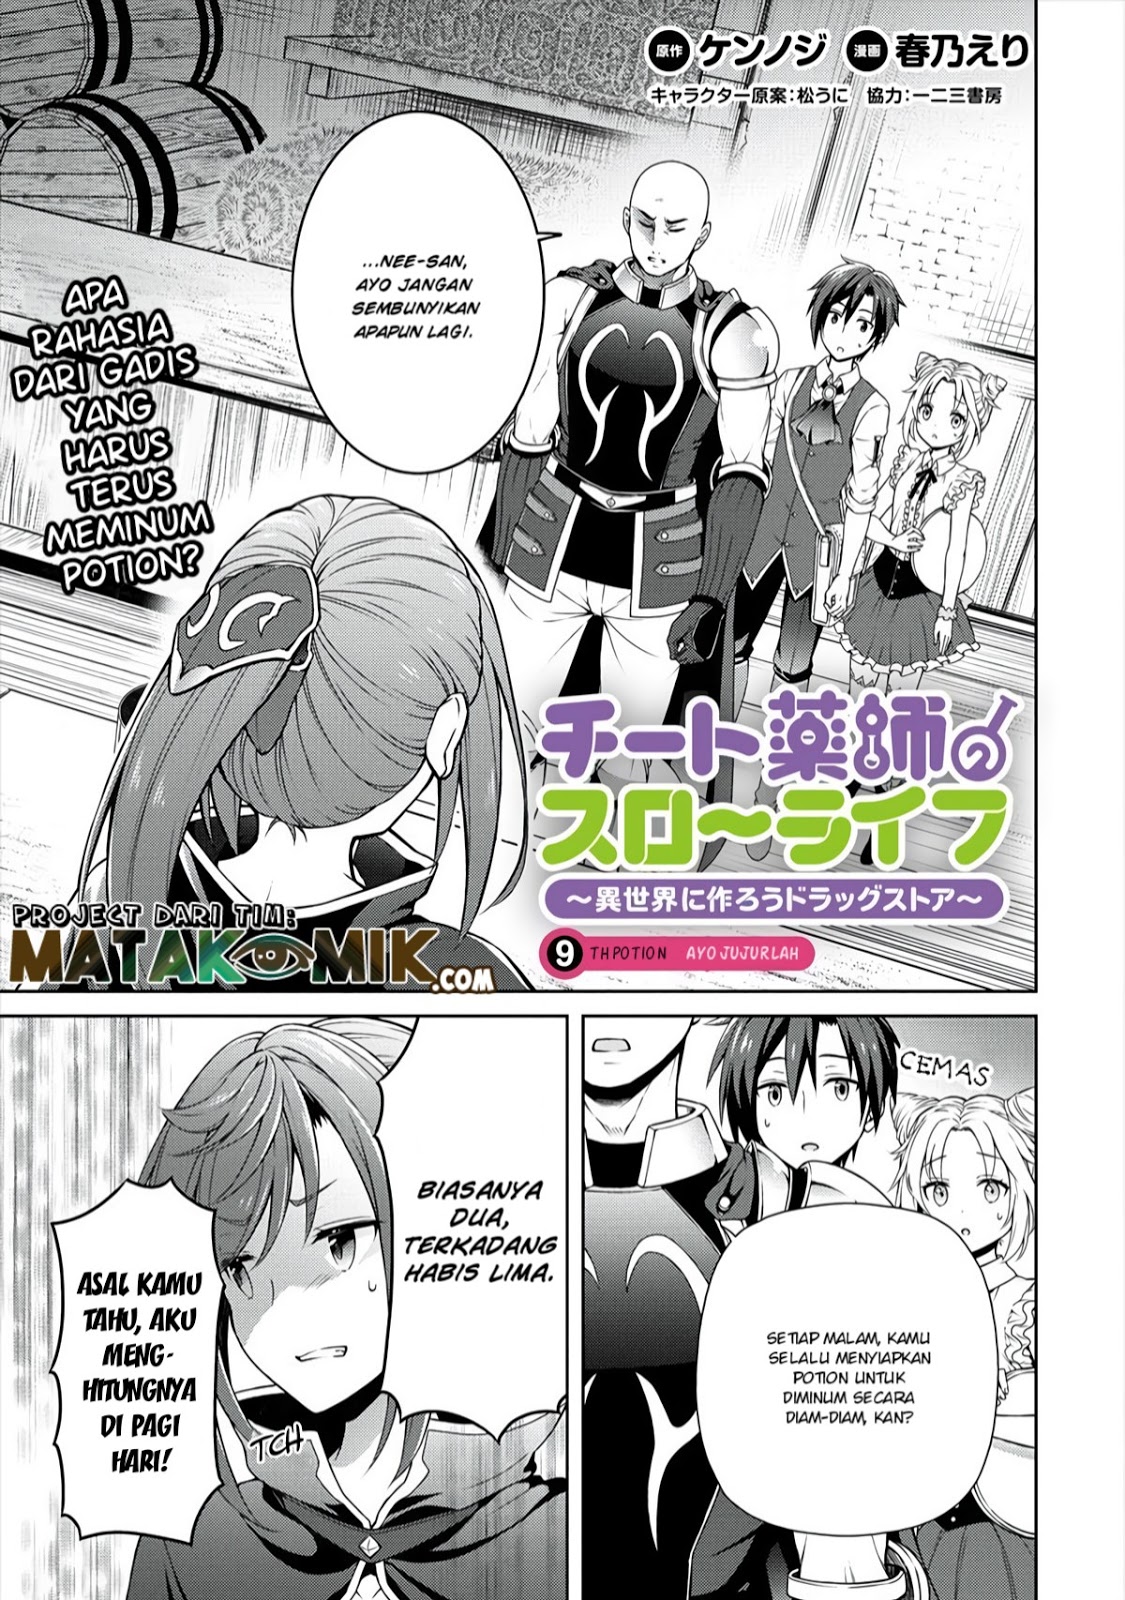 原作 ケンノジ 漫画 春乃えり
キャラクター原案：松うに 協力：一二三書房
...NEE-SAN,
AYO JANGAN
SEMBUNYIKAN
APAPUN LAGI.
APA
RAHASIA
DARI GADIS
YANG
HARUS
TERUS
MEMINUM
POTION?
チート薬師の
スローライフ
～異世界に作ろうドラッグストア～
9 TH POTION AYO JUJURLAH
PROJECT DARI TIM:
MATAKOMIK
.COM
CEMAS
SETIAP MALAM, KAMU
SELALU MENYIAPKAN
POTION UNTUK
DIMINUM SECARA
DIAM-DIAM, KAN?
BIASANYA
DUA,
TERKADANG
HABIS LIMA.
ASAL KAMU
TAHU, AKU
MENG-
HITUNGNYA
DI PAGI
HARI!
TCH